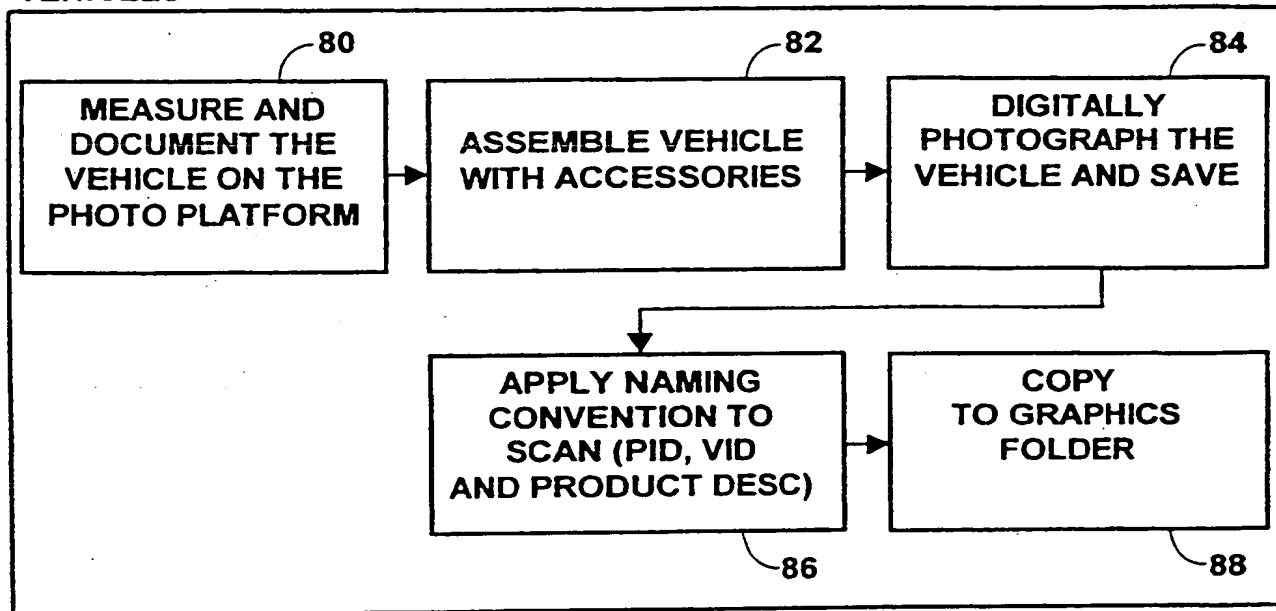 80
MEASURE AND
DOCUMENT THE
VEHICLE ON THE
PHOTO PLATFORM
82
ASSEMBLE VEHICLE
WITH ACCESSORIES
84
DIGITALLY
PHOTOGRAPH THE
VEHICLE AND SAVE
86
APPLY NAMING
CONVENTION TO
SCAN (PID, VID
AND PRODUCT DESC)
88
COPY
TO GRAPHICS
FOLDER